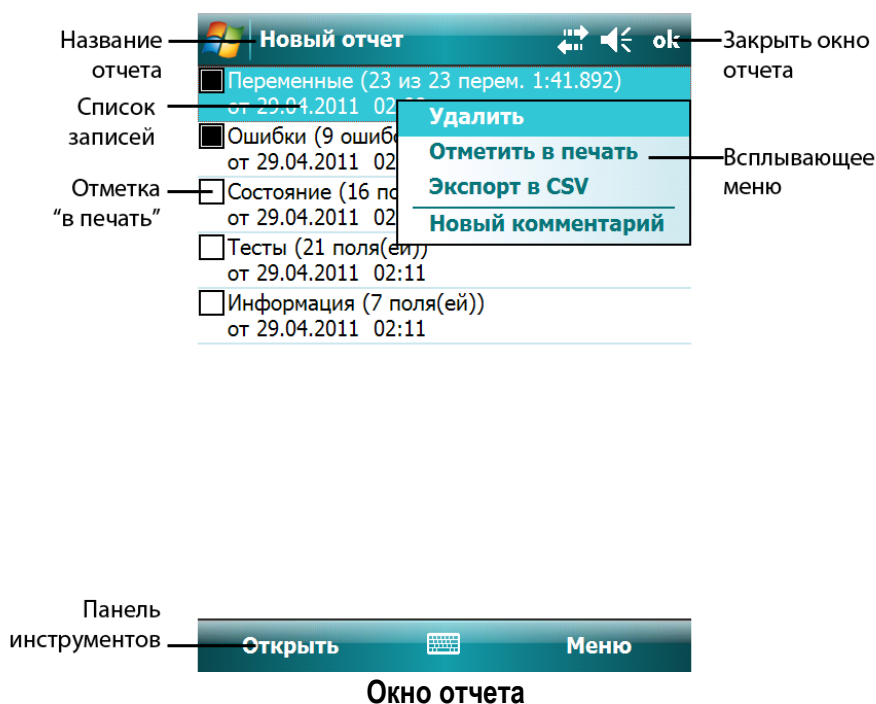 Название отчета
Новый отчет
ok
Закрыть окно отчета
Список записей
Переменные (23 из 23 перем. 1:41.892)
от 29.04.2011 02
Удалить
Ошибки (9 ошибо
от 29.04.2011 02
Отметить в печать
Всплывающее меню
Экспорт в CSV
Отметка "в печать"
Состояние (16 по
от 29.04.2011 02
Новый комментарий
Тесты (21 поля(ей))
от 29.04.2011 02:11
Информация (7 поля(ей))
от 29.04.2011 02:11
Панель инструментов
Открыть
Меню
Окно отчета